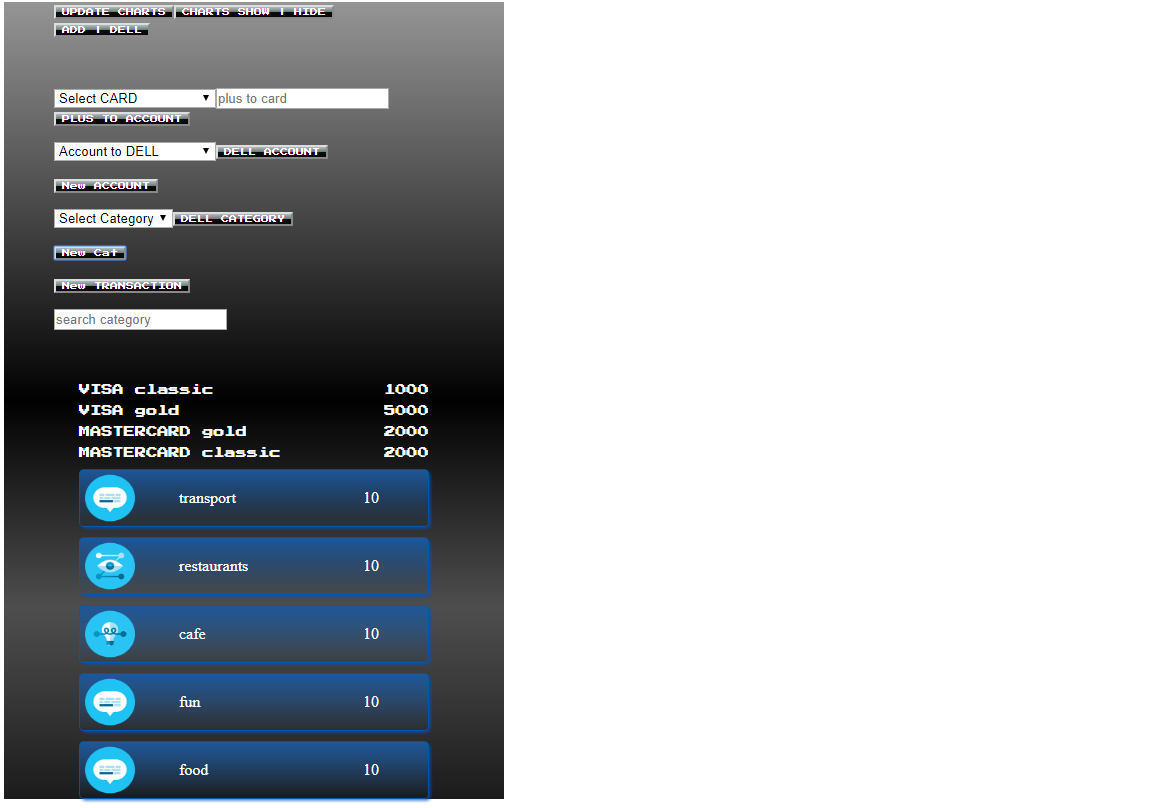 UPDATE CHARTS CHARTS SHOW | HIDE
ADD | DELL
Select CARD plus to card
PLUS TO ACCOUNT
Account to DELL DELL ACCOUNT
New ACCOUNT
Select Category DELL CATEGORY
New Cat
New TRANSACTION
search category
VISA classic 1000
VISA gold 5000
MASTERCARD gold 2000
MASTERCARD classic 2000
transport 10
restaurants 10
cafe 10
fun 10
food 10